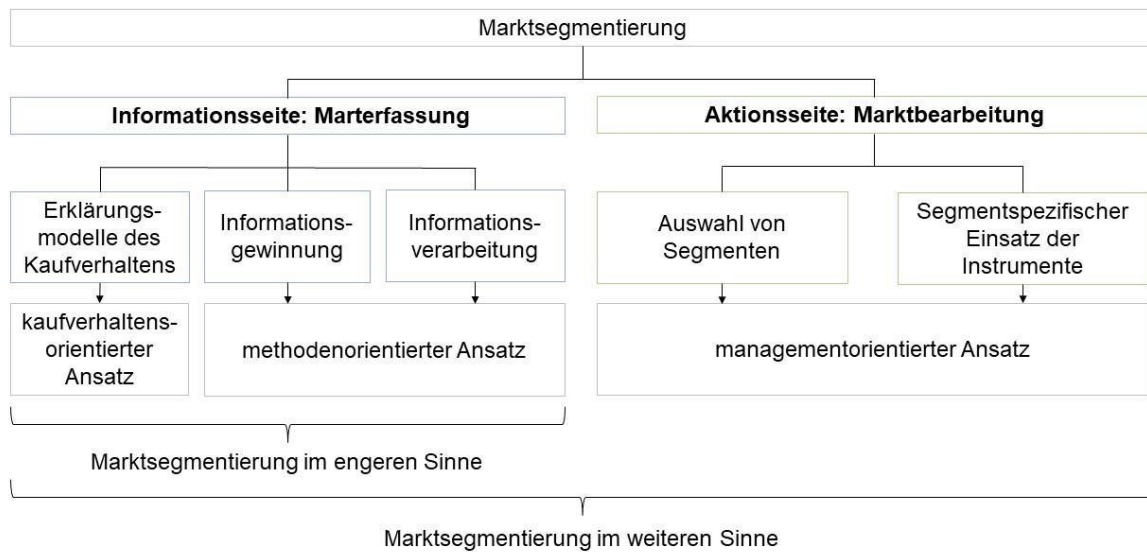 Marktsegmentierung
Informationsseite: Marterfassung
Aktionsseite: Marktbearbeitung
Erklärungs-
modelle des
Kaufverhaltens
Informations-
gewinnung
Informations-
verarbeitung
Auswahl von
Segmenten
Segmentspezifischer
Einsatz der
Instrumente
kaufverhaltens-
orientierter
Ansatz
methodenorientierter Ansatz
managementorientierter Ansatz
Marktsegmentierung im engeren Sinne
Marktsegmentierung im weiteren Sinne